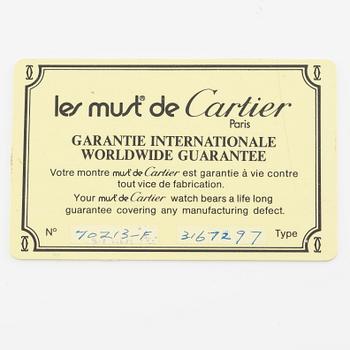 les must® de Cartier
Paris
GARANTIE INTERNATIONALE
WORLDWIDE GUARANTEE
Votre montre must de Cartier est garantie à vie contre
tout vice de fabrication.
Your must de Cartier watch bears a life long
guarantee covering any manufacturing defect.
N° 70213-F. 3167297 Type